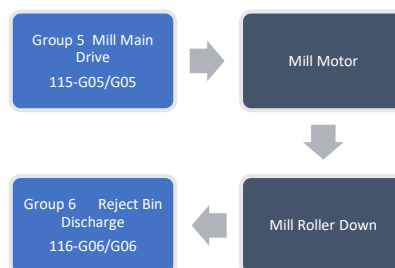 Group 5 Mill Main
Drive
115-G05/G05
Mill Motor
Mill Roller Down
Group 6 Reject Bin
Discharge
116-G06/G06